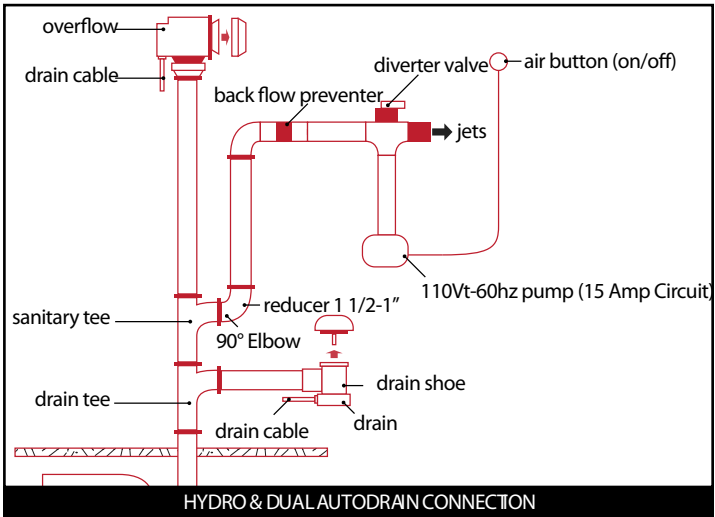 overflow
drain cable
diverter valve
air button (on/off)
back flow preventer
jets
110Vt-60hz pump (15 Amp Circuit)
reducer 1 1/2-1”
sanitary tee
90° Elbow
drain shoe
drain tee
drain cable
drain
HYDRO & DUAL AUTODRAIN CONNECTION